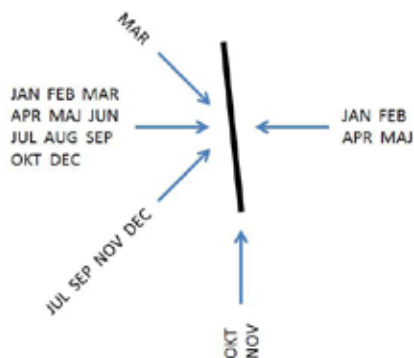 MAR
JAN FEB MAR
APR MAJ JUN
JUL AUG SEP
OKT DEC
JAN FEB
APR MAJ
JUL SEP NOV DEC
OKT
NOV